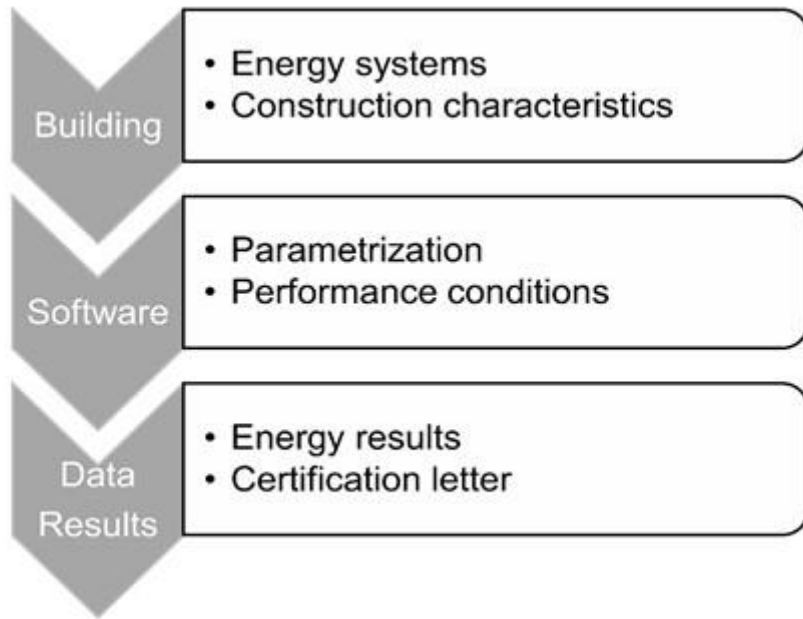 Building
• Energy systems
• Construction characteristics
Software
• Parametrization
• Performance conditions
Data
Results
• Energy results
• Certification letter